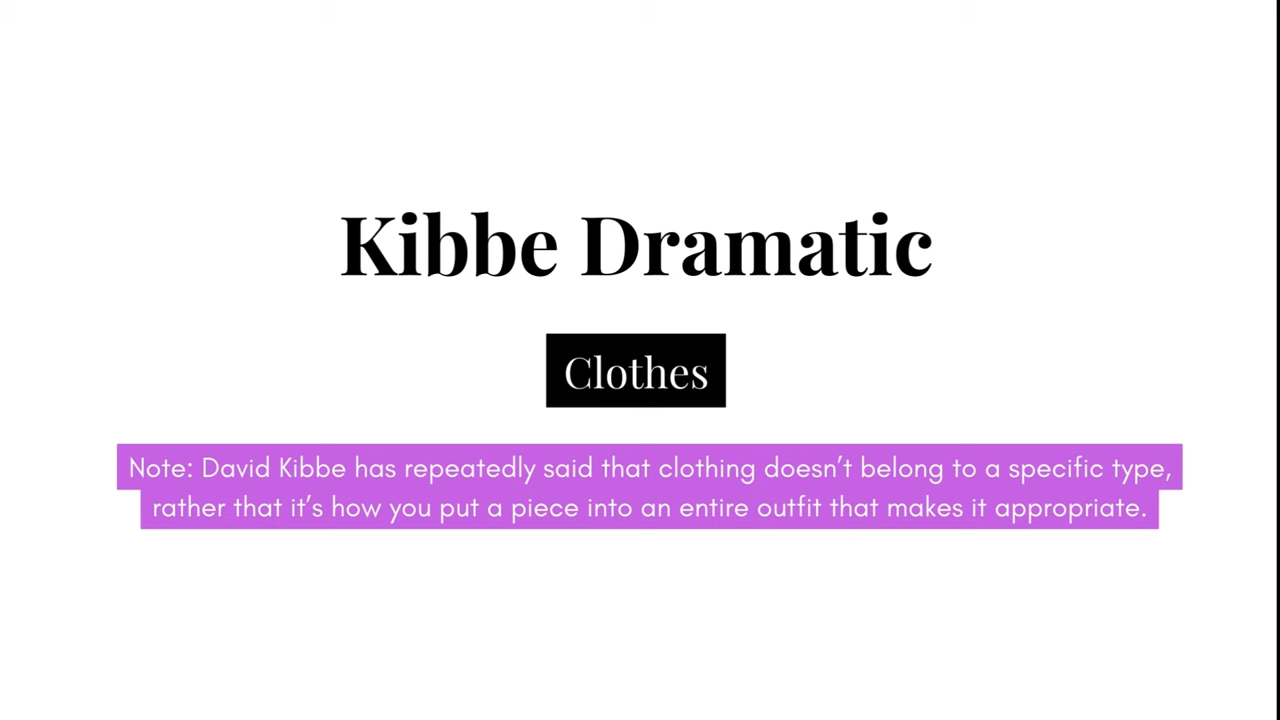 Kibbe Dramatic
Clothes
Note: David Kibbe has repeatedly said that clothing doesn’t belong to a specific type,
rather that it’s how you put a piece into an entire outfit that makes it appropriate.